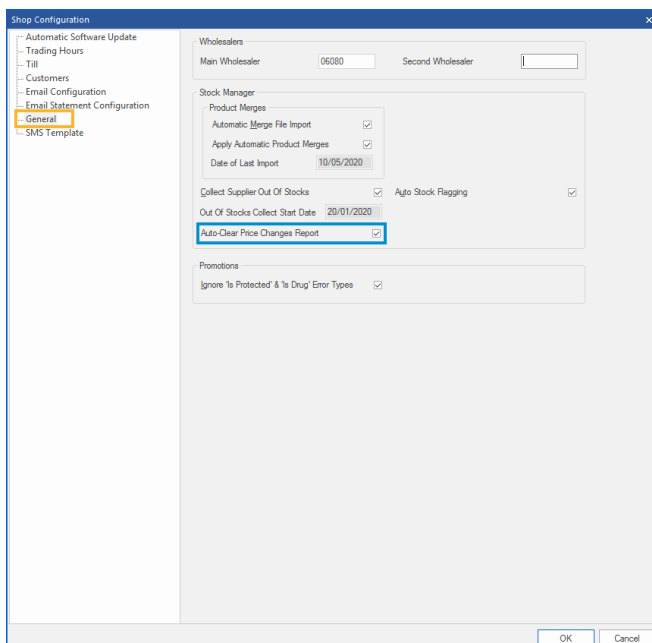 Shop Configuration
Automatic Software Update
Trading Hours
Till
Customers
Email Configuration
Email Statement Configuration
General
SMS Template
Wholesalers
Main Wholesaler 06080 Second Wholesaler
Stock Manager
Product Merges
Automatic Merge File Import
Apply Automatic Product Merges
Date of Last Import 10/05/2020
Collect Supplier Out Of Stocks Auto Stock Flagging
Out Of Stocks Collect Start Date 20/01/2020
Auto-Clear Price Changes Report
Promotions
Ignore 'Is Protected' & 'Is Drug' Error Types
OK Cancel